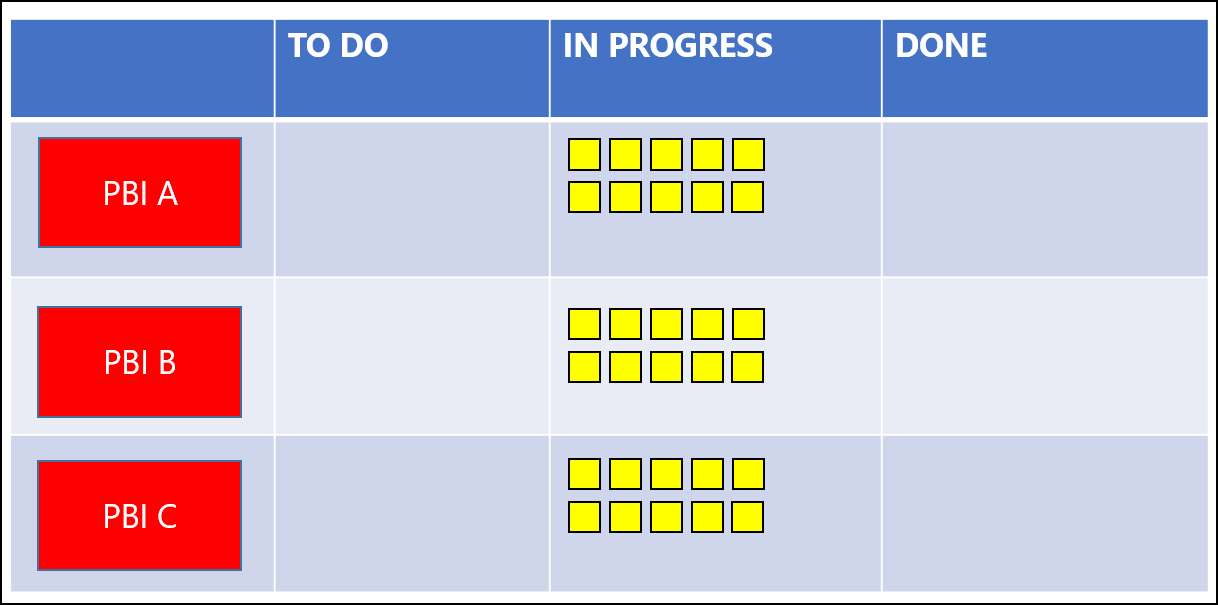 TO DO
IN PROGRESS
DONE
PBI A
PBI B
PBI C